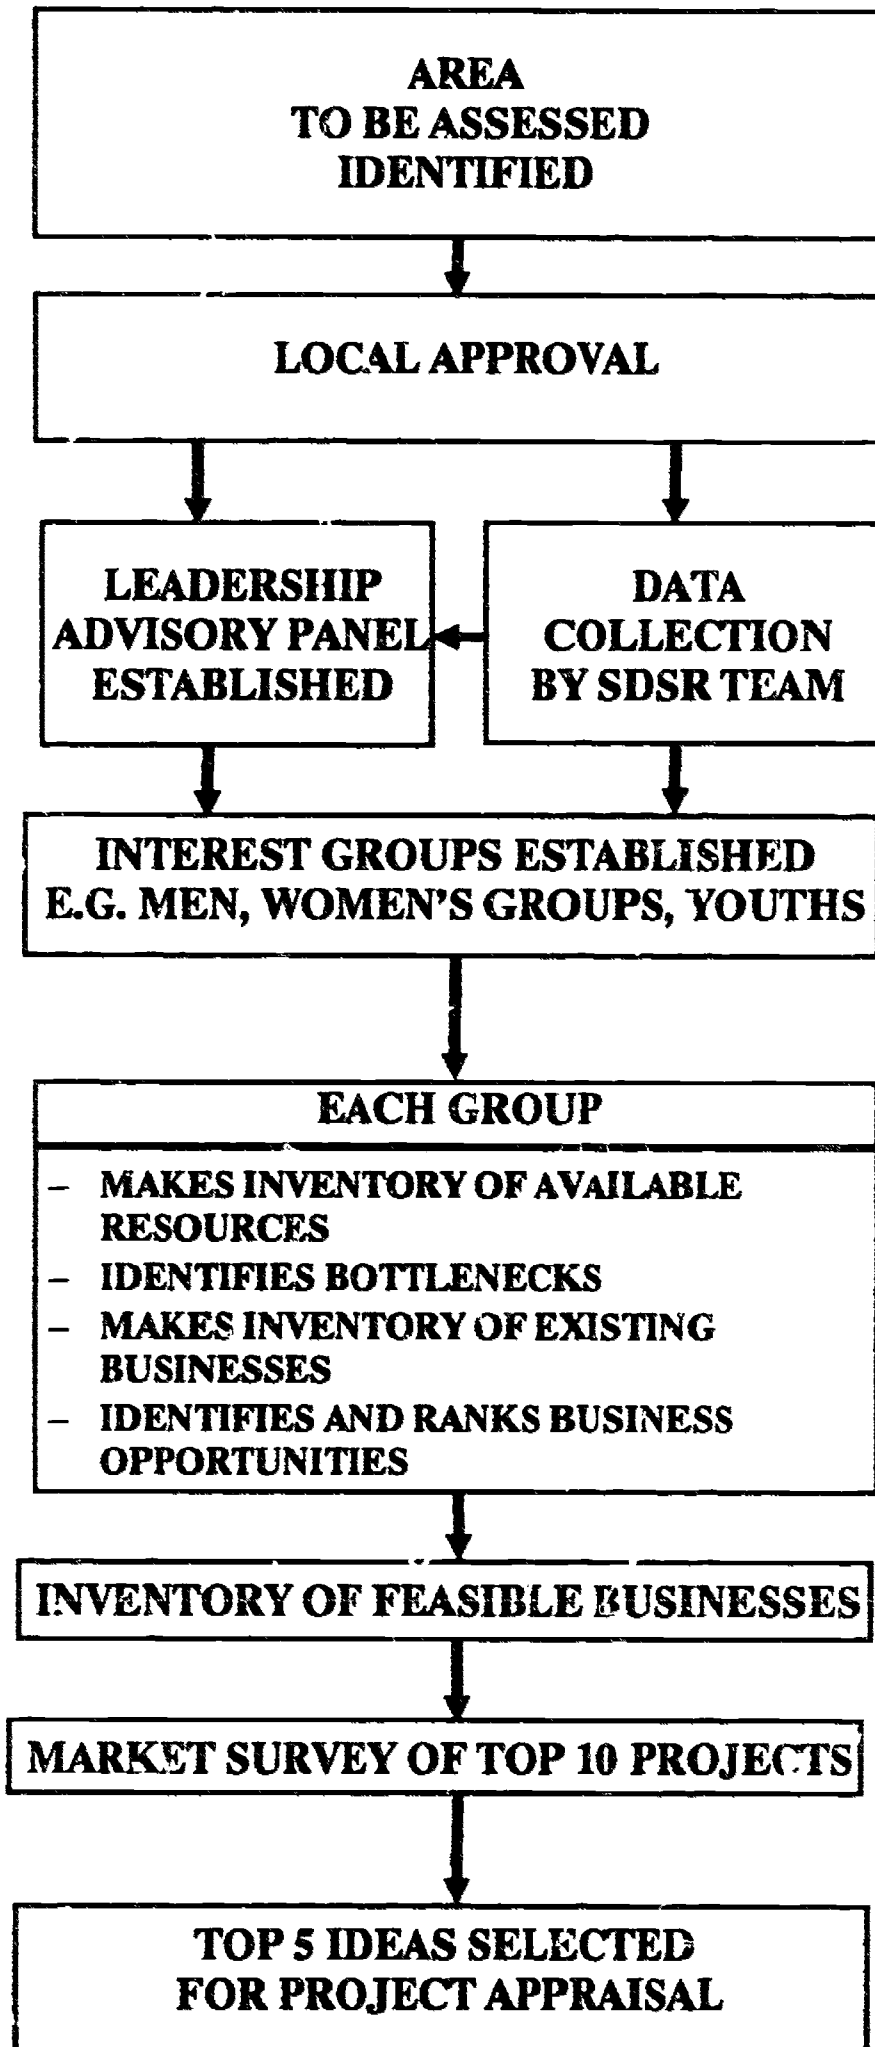 AREA
TO BE ASSESSED
IDENTIFIED
LOCAL APPROVAL
LEADERSHIP
ADVISORY PANEL
ESTABLISHED
DATA
COLLECTION
BY SDSR TEAM
INTEREST GROUPS ESTABLISHED
E.G. MEN, WOMEN'S GROUPS, YOUTHS
EACH GROUP
– MAKES INVENTORY OF AVAILABLE
RESOURCES
– IDENTIFIES BOTTLENECKS
– MAKES INVENTORY OF EXISTING
BUSINESSES
– IDENTIFIES AND RANKS BUSINESS
OPPORTUNITIES
INVENTORY OF FEASIBLE BUSINESSES
MARKET SURVEY OF TOP 10 PROJECTS
TOP 5 IDEAS SELECTED
FOR PROJECT APPRAISAL